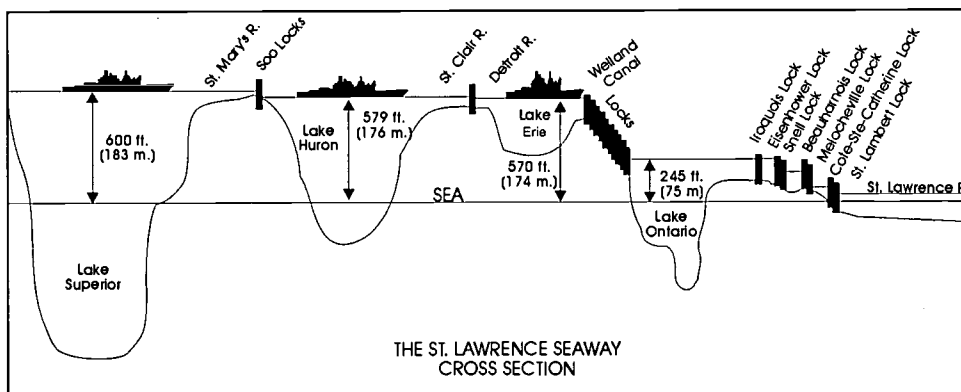 St. Mary's R.
Soo Locks
St. Clair R.
Detroit R.
Welland
Canal
Locks
Iroquois Lock
Eisenhower Lock
Snell Lock
Beauharnois Lock
Melocheville Lock
Cote-Ste-Catherine Lock
St. Lambert Lock
600 ft.
(183 m.)
Lake
Huron
579 ft.
(176 m.)
Lake
Erie
570 ft.
(174 m.)
245 ft.
(75 m)
St. Lawrence
SEA
Lake
Ontario
Lake
Superior
THE ST. LAWRENCE SEAWAY
CROSS SECTION